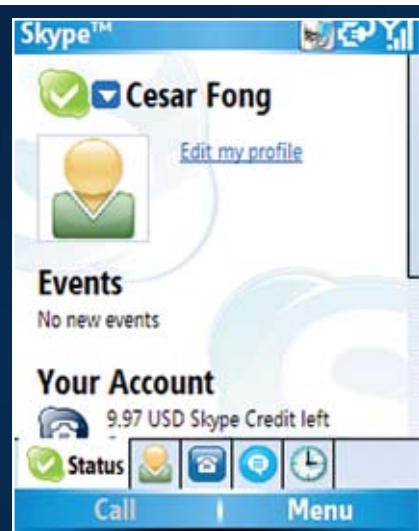 Skype™
Cesar Fong
Edit my profile
Events
No new events
Your Account
9.97 USD Skype Credit left
Status
Call Menu